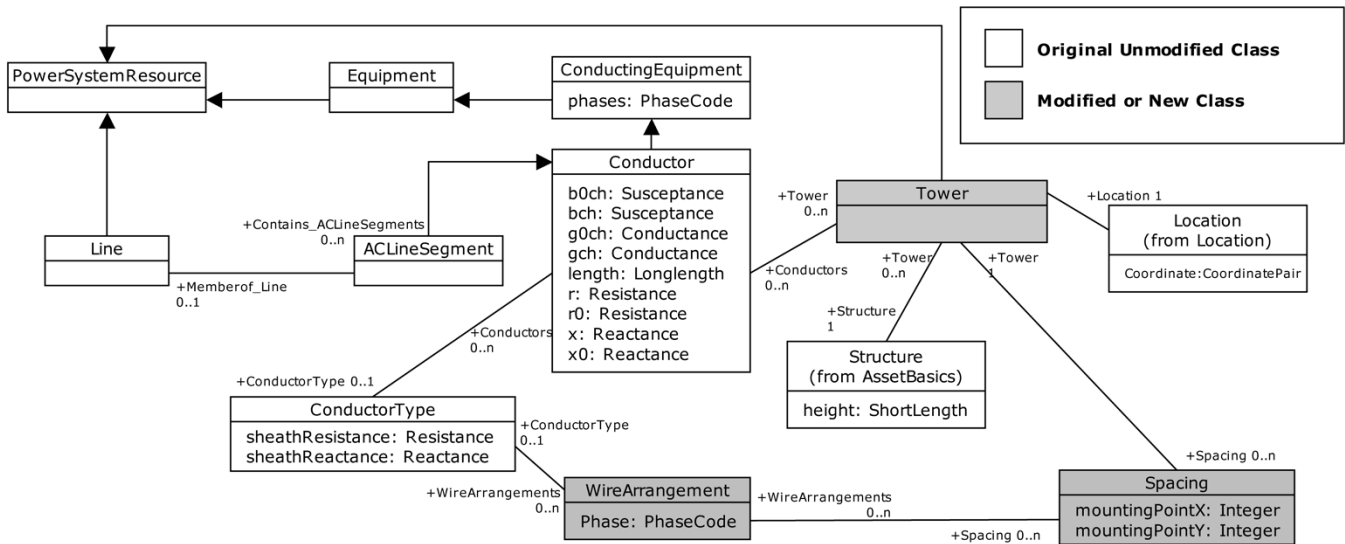 Original Unmodified Class
Modified or New Class
PowerSystemResource
Equipment
ConductingEquipment
phases: PhaseCode
Conductor
b0ch: Susceptance
bch: Susceptance
g0ch: Conductance
gch: Conductance
length: Longlength
r: Resistance
r0: Resistance
x: Reactance
x0: Reactance
+Tower
0..n
Tower
+Location 1
Location
(from Location)
Coordinate:CoordinatePair
+Contains_ACLineSegments
0..n
Line
ACLineSegment
+Memberof_Line
0..1
+Conductors
0..n
+Tower
0..n
+Tower
1
+Conductors
0..n
+Structure
1
Structure
(from AssetBasics)
height: ShortLength
+ConductorType 0..1
ConductorType
sheathResistance: Resistance
sheathReactance: Reactance
+ConductorType
0..1
+WireArrangements
0..n
WireArrangement
Phase: PhaseCode
+WireArrangements
0..n
+Spacing 0..n
+Spacing 0..n
Spacing
mountingPointX: Integer
mountingPointY: Integer